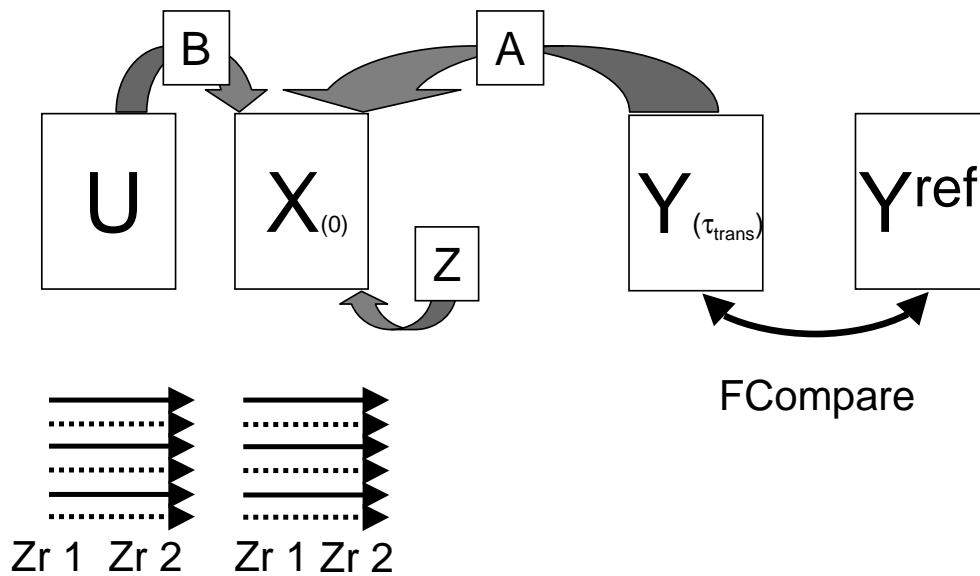 B
A
U
X(0)
Y(τtrans)
Yref
Z
FCompare
Zr 1 Zr 2 Zr 1 Zr 2